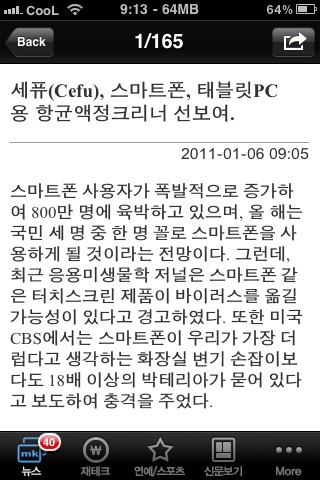 CooL 9:13 - 64MB 64%
Back 1/165
세퓨(Cefu), 스마트폰, 태블릿PC
용 항균액정크리너 선보여.
2011-01-06 09:05
스마트폰 사용자가 폭발적으로 증가하
여 800만 명에 육박하고 있으며, 올 해는
국민 세 명 중 한 명 꼴로 스마트폰을 사
용하게 될 것이라는 전망이다. 그런데,
최근 응용미생물학 저널은 스마트폰 같
은 터치스크린 제품이 바이러스를 옮길
가능성이 있다고 경고하였다. 또한 미국
CBS에서는 스마트폰이 우리가 가장 더
럽다고 생각하는 화장실 변기 손잡이보
다도 18배 이상의 박테리아가 묻어 있다
고 보도하여 충격을 주었다.
mk 40
뉴스 재테크 연예/스포츠 신문보기 More